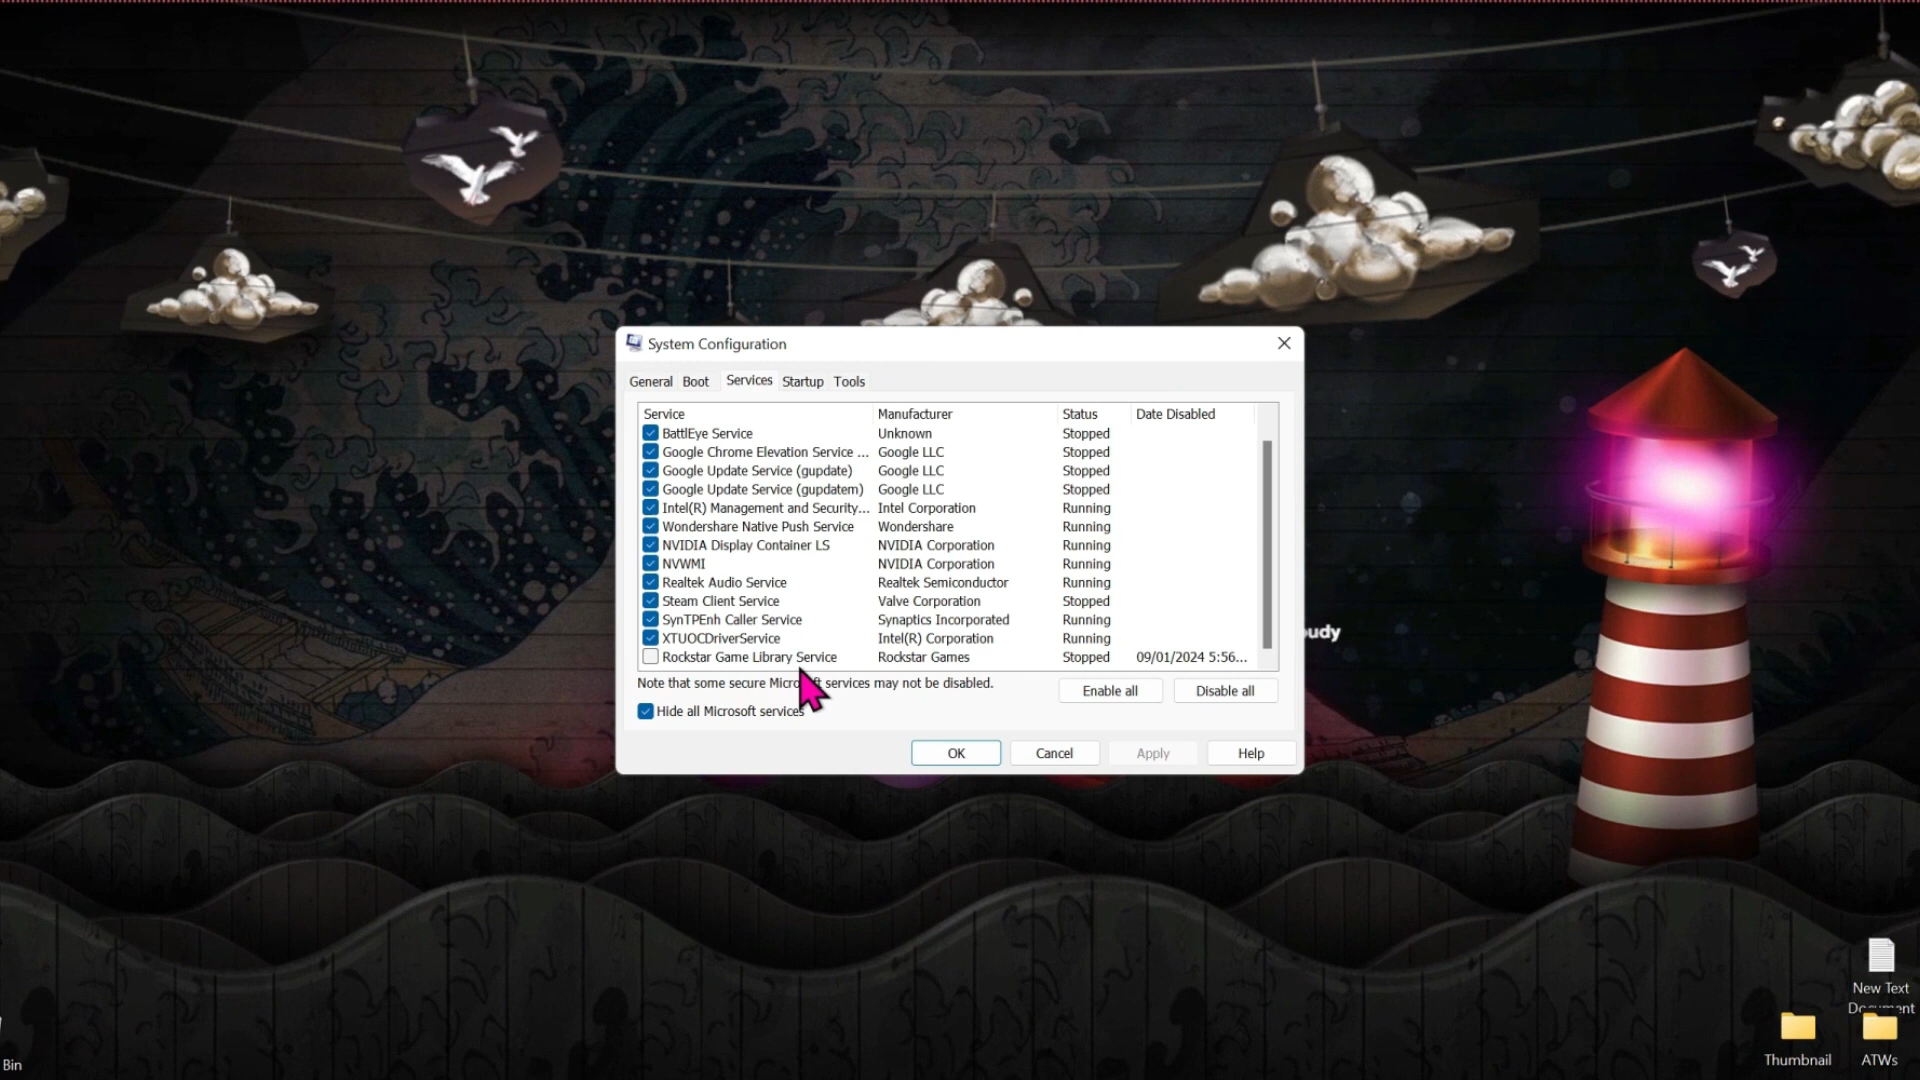 System Configuration
General Boot Services Startup Tools
Service Manufacturer Status Date Disabled
BattlEye Service Unknown Stopped
Google Chrome Elevation Service ... Google LLC Stopped
Google Update Service (gupdate) Google LLC Stopped
Google Update Service (gupdatem) Google LLC Stopped
Intel(R) Management and Security... Intel Corporation Running
Wondershare Native Push Service Wondershare Running
NVIDIA Display Container LS NVIDIA Corporation Running
NVWMI NVIDIA Corporation Running
Realtek Audio Service Realtek Semiconductor Running
Steam Client Service Valve Corporation Stopped
SynTPEnh Caller Service Synaptics Incorporated Running
XTUOCDriverService Intel(R) Corporation Running
Rockstar Game Library Service Rockstar Games Stopped 09/01/2024 5:56...
Note that some secure Microsoft services may not be disabled.
Enable all Disable all
Hide all Microsoft services
OK Cancel Apply Help
New Text
Document
Thumbnail ATWs
Bin